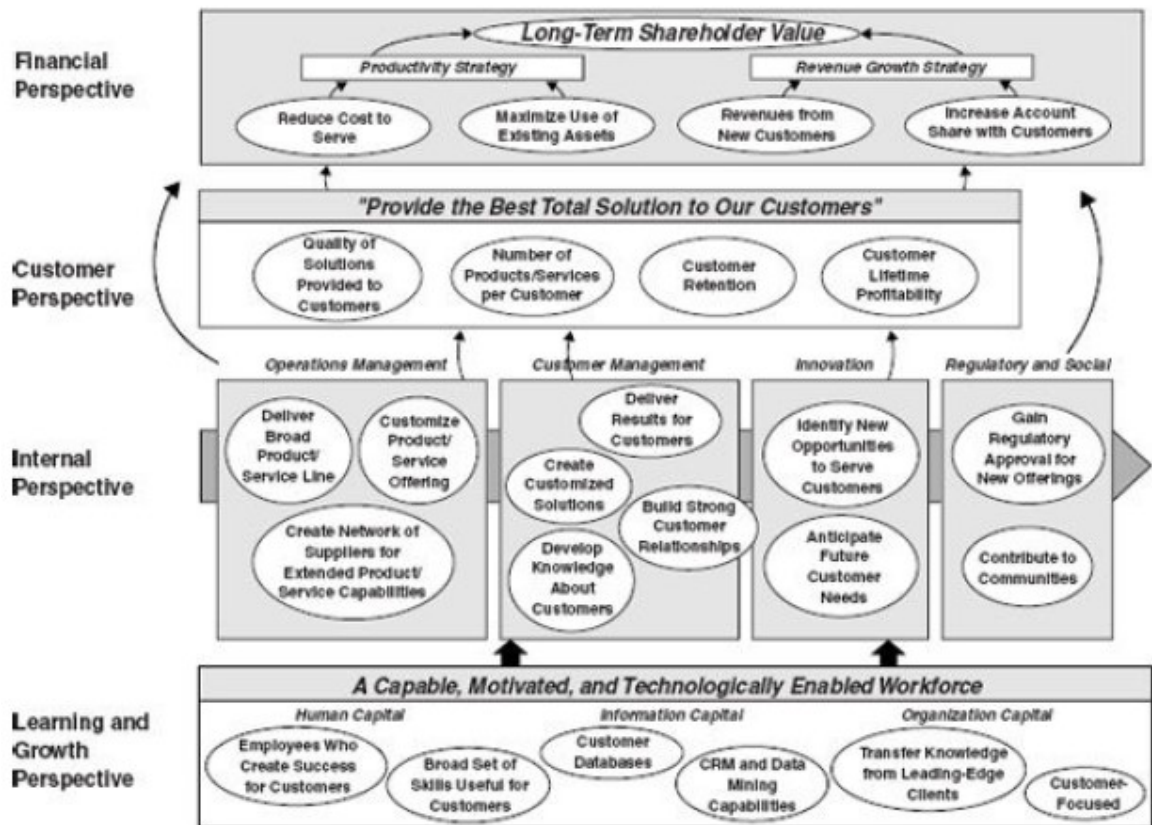 Long-Term Shareholder Value
Financial
Perspective
Productivity Strategy
Revenue Growth Strategy
Reduce Cost to
Serve
Maximize Use of
Existing Assets
Revenues from
New Customers
Increase Account
Share with Customers
"Provide the Best Total Solution to Our Customers"
Customer
Perspective
Quality of
Solutions
Provided to
Customers
Number of
Products/Services
per Customer
Customer
Retention
Customer
Lifetime
Profitability
Operations Management
Customer Management
Innovation
Regulatory and Social
Internal
Perspective
Deliver
Broad
Product/
Service Line
Customize
Product/
Service
Offering
Create Network of
Suppliers for
Extended Product/
Service Capabilities
Deliver
Results for
Customers
Create
Customized
Solutions
Build Strong
Customer
Relationships
Develop
Knowledge
About
Customers
Identify New
Opportunities
to Serve
Customers
Anticipate
Future
Customer
Needs
Gain
Regulatory
Approval for
New Offerings
Contribute to
Communities
A Capable, Motivated, and Technologically Enabled Workforce
Learning and
Growth
Perspective
Human Capital
Information Capital
Organization Capital
Employees Who
Create Success
for Customers
Broad Set of
Skills Useful for
Customers
Customer
Databases
CRM and Data
Mining
Capabilities
Transfer Knowledge
from Leading-Edge
Clients
Customer-
Focused